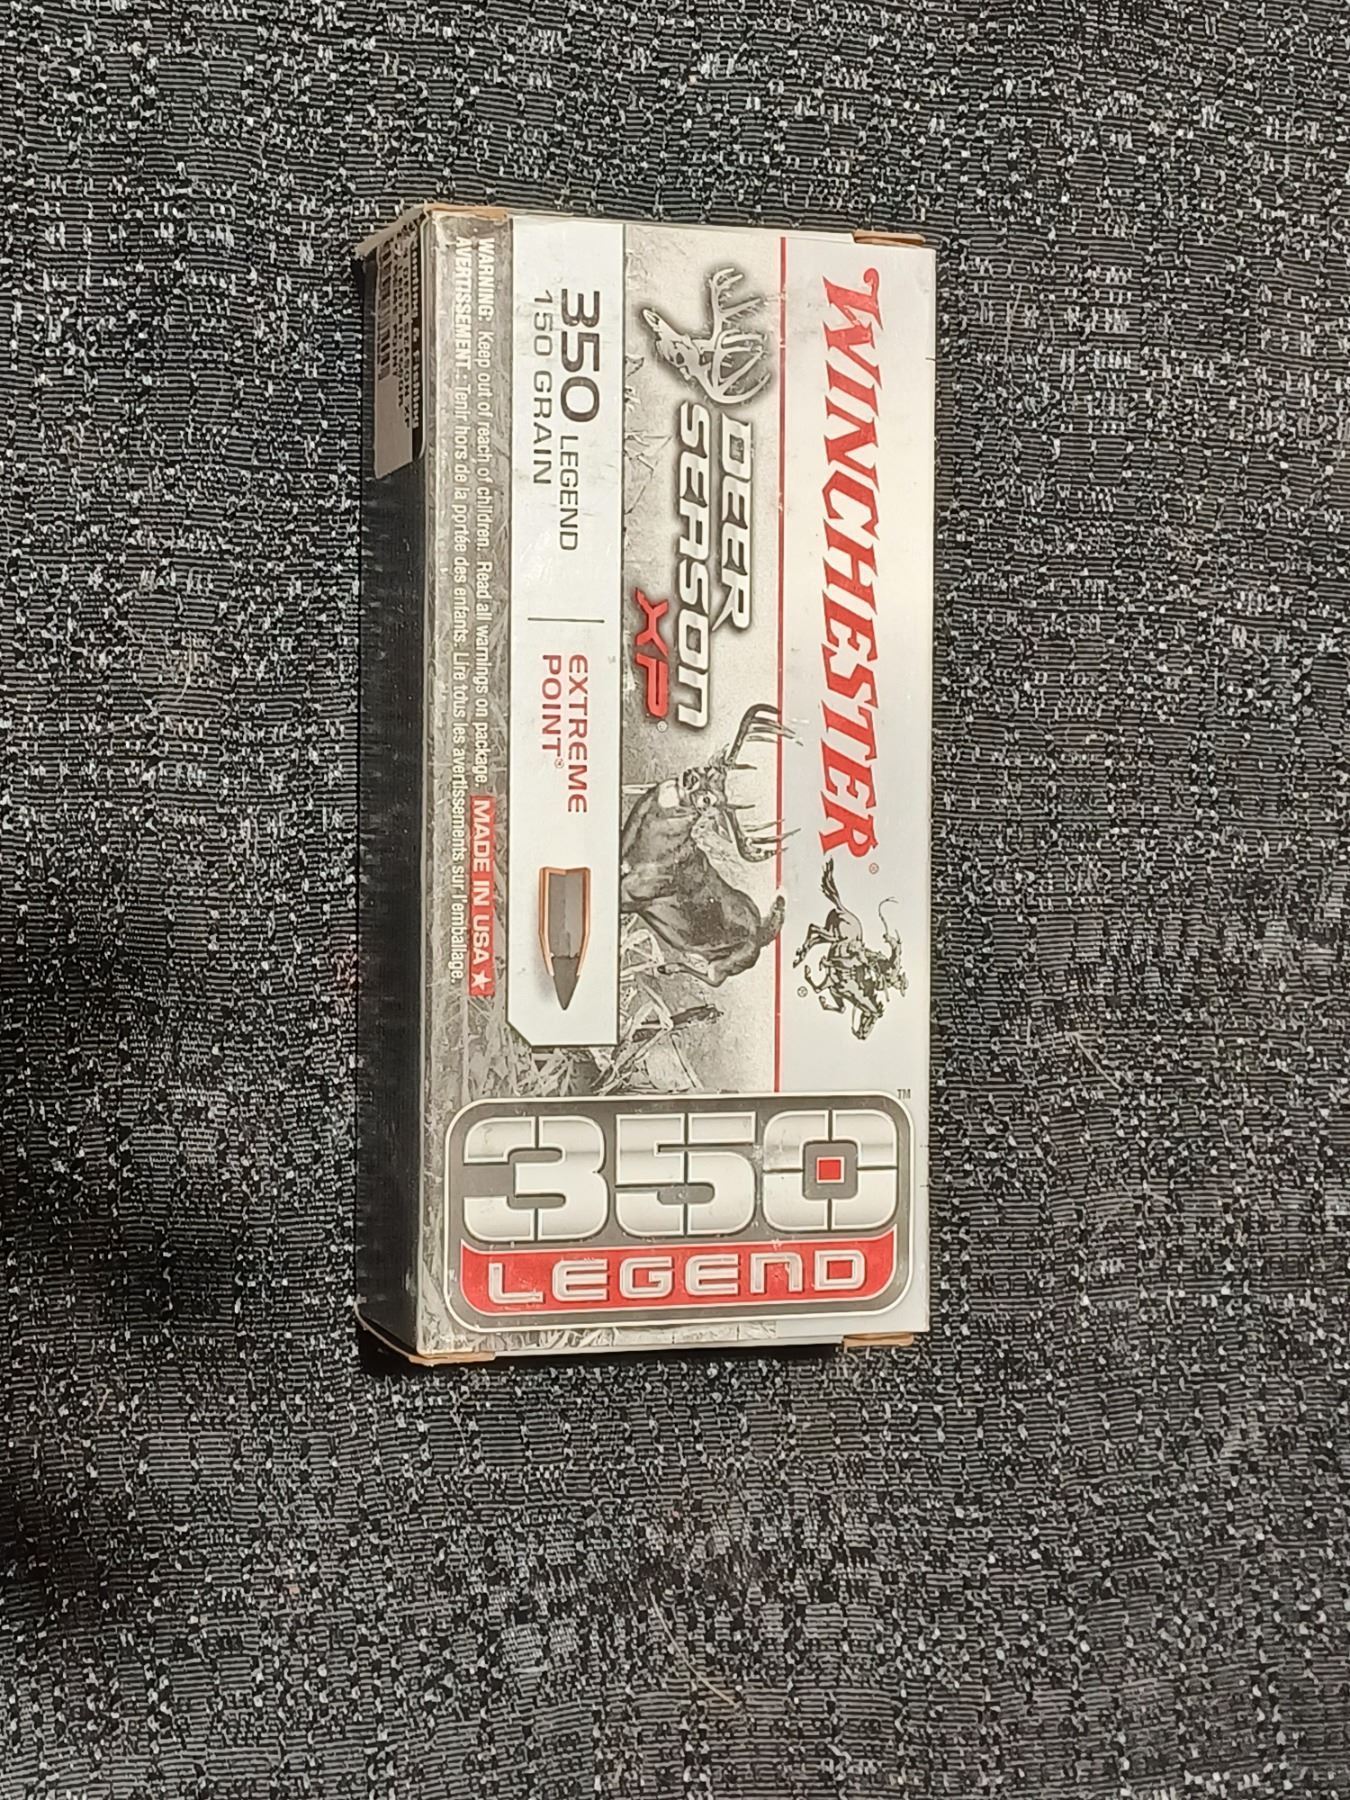 WINCHESTER®
®
DEER
SEASON
XP®
350 LEGEND
150 GRAIN
EXTREME
POINT®
350™
LEGEND
WARNING: Keep out of reach of children. Read all warnings on package.
MADE IN USA
AVERTISSEMENT: Tenir hors de la portée des enfants. Lire tous les avertissements sur l'emballage.